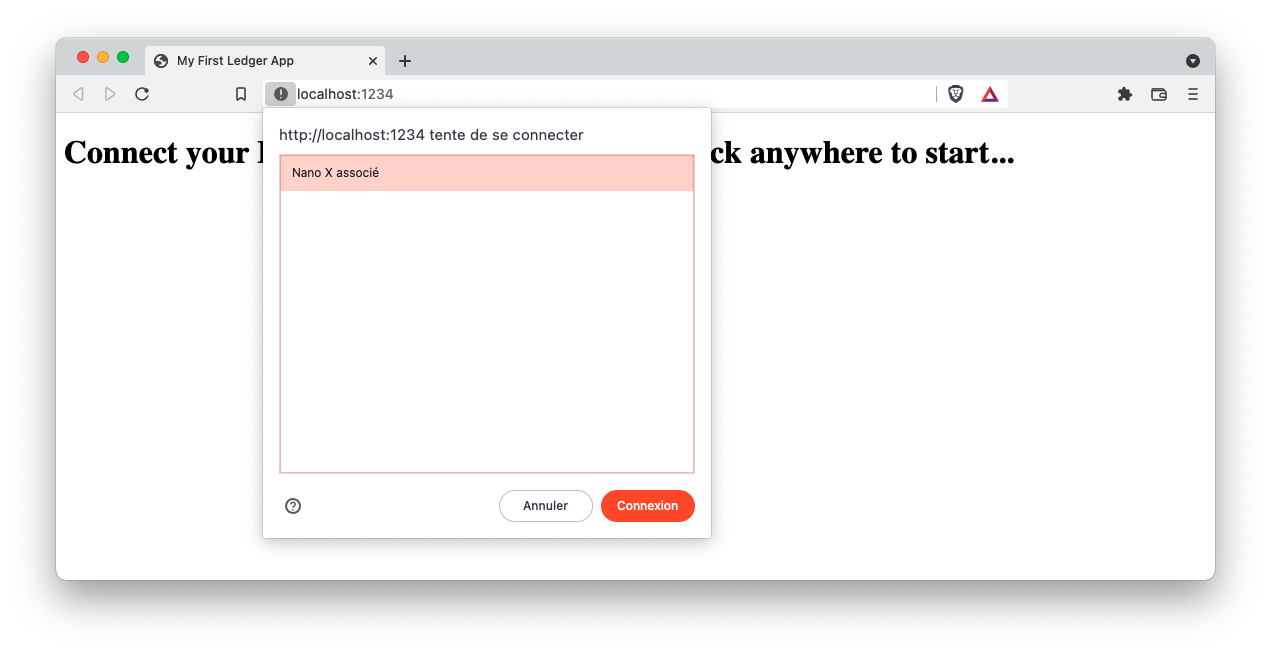 My First Ledger App
localhost:1234
http://localhost:1234 tente de se connecter
Connect your ck anywhere to start...
Nano X associé
Annuler
Connexion